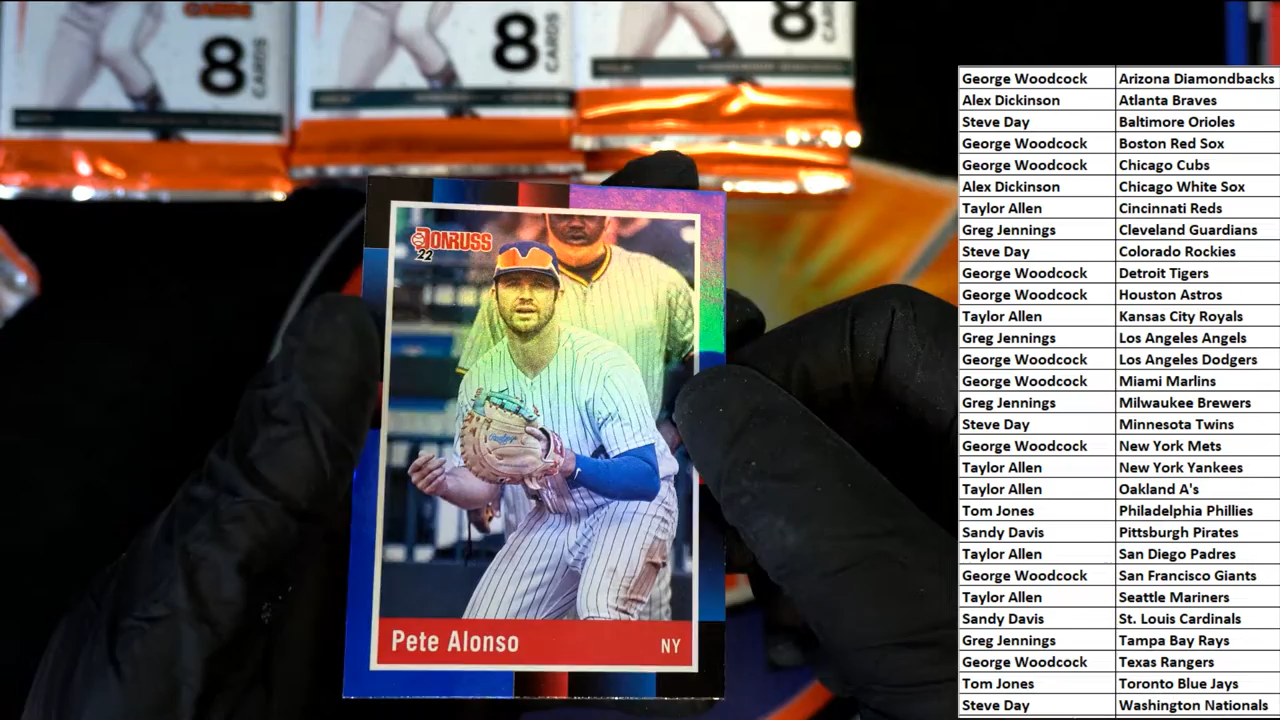 CARDS
8
CARDS
8
CARDS
8
CARDS
DONRUSS
22
Rawlings
Pete Alonso NY
George Woodcock Arizona Diamondbacks
Alex Dickinson Atlanta Braves
Steve Day Baltimore Orioles
George Woodcock Boston Red Sox
George Woodcock Chicago Cubs
Alex Dickinson Chicago White Sox
Taylor Allen Cincinnati Reds
Greg Jennings Cleveland Guardians
Steve Day Colorado Rockies
George Woodcock Detroit Tigers
George Woodcock Houston Astros
Taylor Allen Kansas City Royals
Greg Jennings Los Angeles Angels
George Woodcock Los Angeles Dodgers
George Woodcock Miami Marlins
Greg Jennings Milwaukee Brewers
Steve Day Minnesota Twins
George Woodcock New York Mets
Taylor Allen New York Yankees
Taylor Allen Oakland A's
Tom Jones Philadelphia Phillies
Sandy Davis Pittsburgh Pirates
Taylor Allen San Diego Padres
George Woodcock San Francisco Giants
Taylor Allen Seattle Mariners
Sandy Davis St. Louis Cardinals
Greg Jennings Tampa Bay Rays
George Woodcock Texas Rangers
Tom Jones Toronto Blue Jays
Steve Day Washington Nationals